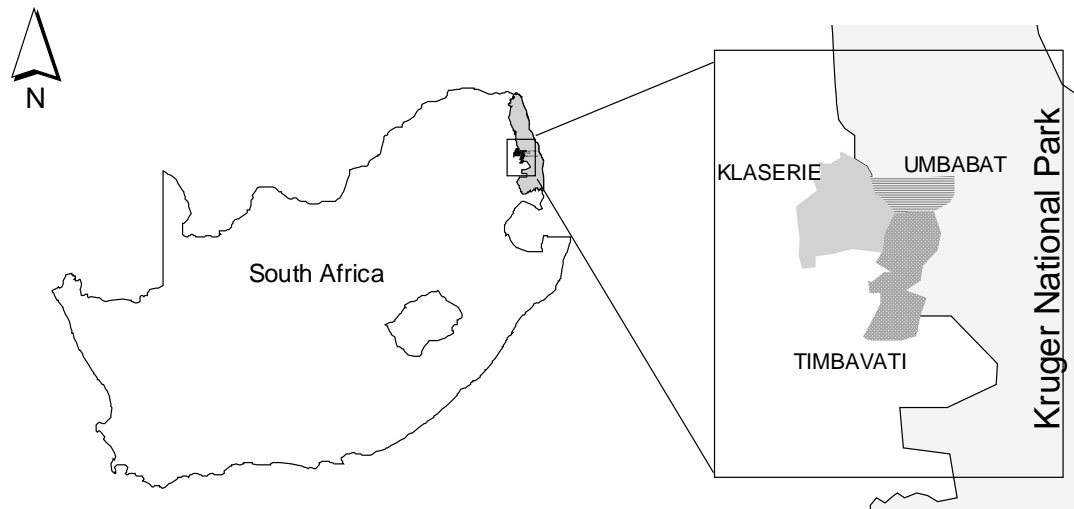 N
South Africa
KLASERIE
UMBABAT
TIMBAVATI
Kruger National Park